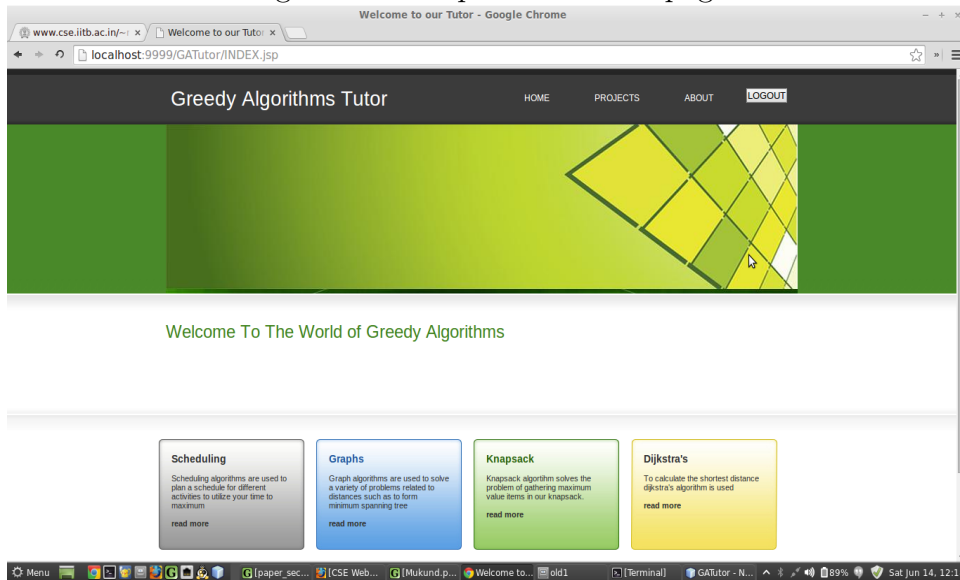 Welcome to our Tutor - Google Chrome
www.cse.iitb.ac.in/~ Welcome to our Tutor
localhost:9999/GATutor/INDEX.jsp
Greedy Algorithms Tutor HOME PROJECTS ABOUT LOGOUT
Welcome To The World of Greedy Algorithms
Scheduling
Scheduling algorithms are used to
plan a schedule for different
activities to utilize your time to
maximum
read more
Graphs
Graph algorithms are used to solve
a variety of problems related to
distances such as to form
minimum spanning tree
read more
Knapsack
Knapsack algortihm solves the
problem of gathering maximum
value items in our knapsack.
read more
Dijkstra's
To calculate the shortest distance
dijkstra's algorithm is used
read more
Menu [paper_sec... [CSE Web... [Mukund.p... Welcome to... old1 [Terminal] GATutor - N... 89% Sat Jun 14, 12:1